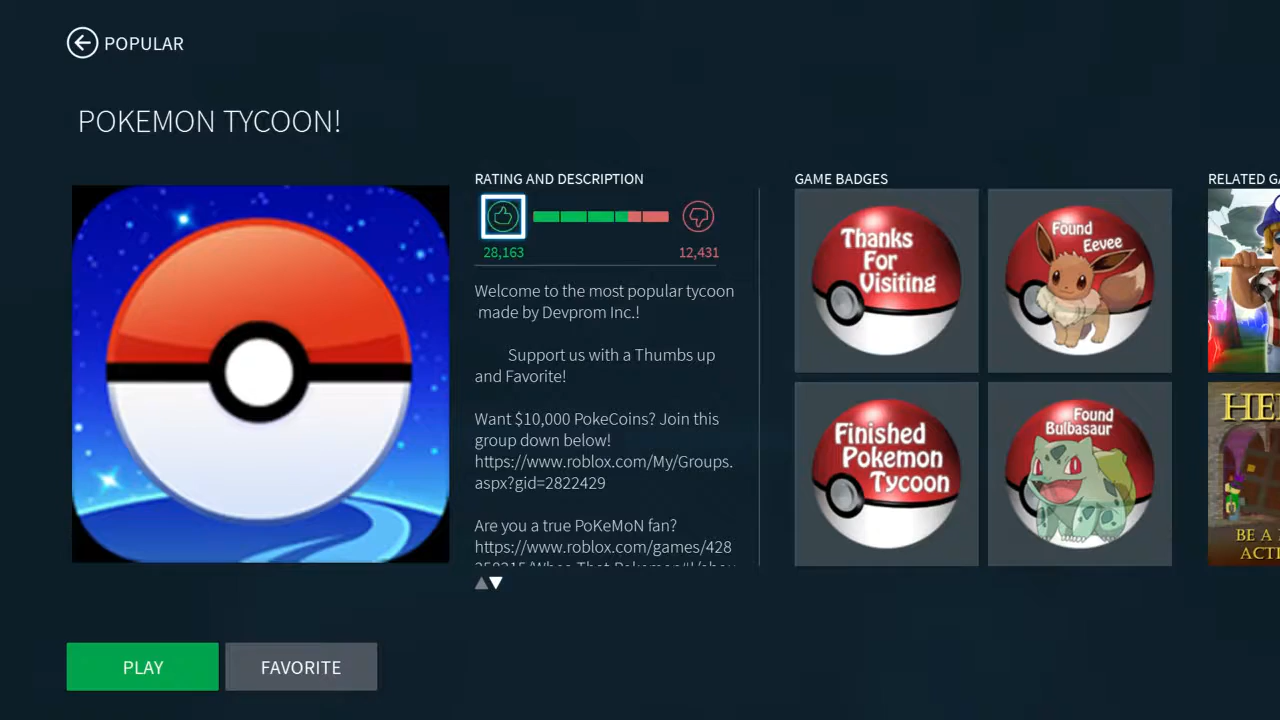 POPULAR
POKEMON TYCOON!
RATING AND DESCRIPTION
28,163
12,431
Welcome to the most popular tycoon
made by Devprom Inc.!
Support us with a Thumbs up
and Favorite!
Want $10,000 PokeCoins? Join this
group down below!
https://www.roblox.com/My/Groups.
aspx?gid=2822429
Are you a true PoKeMoN fan?
https://www.roblox.com/games/428
GAME BADGES
Thanks
For
Visiting
Found
Eevee
Finished
Pokemon
Tycoon
Found
Bulbasaur
RELATED
BE A
PLAY
FAVORITE